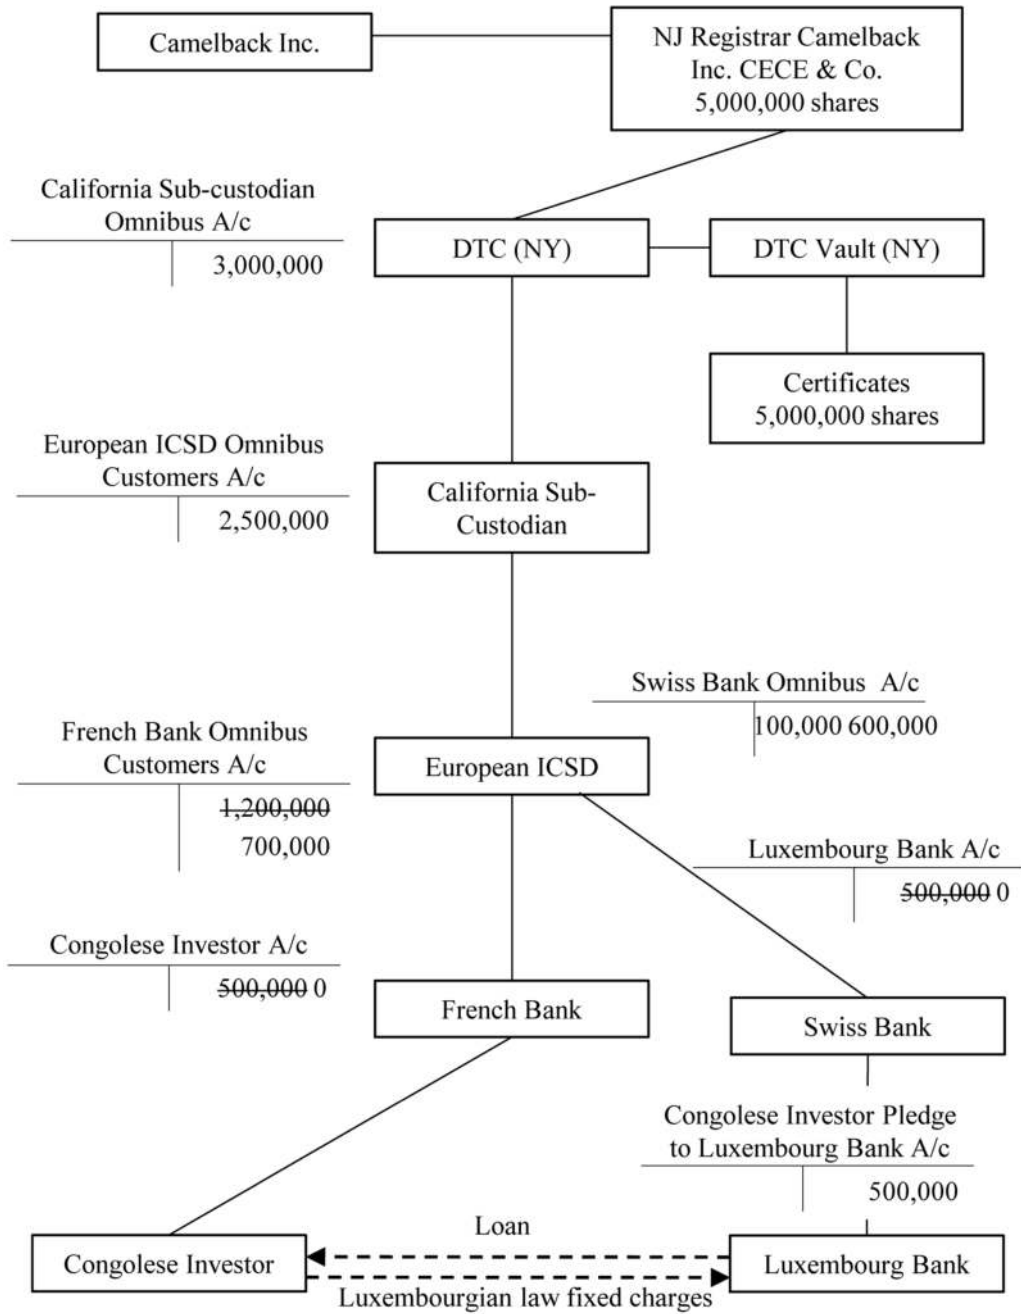 Camelback Inc.
NJ Registrar Camelback
Inc. CECE & Co.
5,000,000 shares
California Sub-custodian
Omnibus A/c
3,000,000
DTC (NY)
DTC Vault (NY)
Certificates
5,000,000 shares
European ICSD Omnibus
Customers A/c
2,500,000
California Sub-
Custodian
Swiss Bank Omnibus A/c
100,000 600,000
French Bank Omnibus
Customers A/c
1,200,000
700,000
European ICSD
Luxembourg Bank A/c
500,000 0
Congolese Investor A/c
500,000 0
French Bank
Swiss Bank
Congolese Investor Pledge
to Luxembourg Bank A/c
500,000
Loan
Congolese Investor
Luxembourg Bank
Luxembourgian law fixed charges